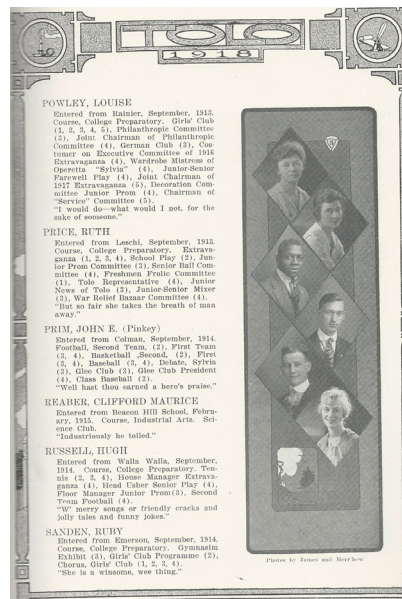 TOLO
1918
POWLEY, LOUISE
Entered from Rainier, September, 1913.
Course, College Preparatory. Girls' Club
(1, 2, 3, 4, 5), Philanthropic Committee
(3), Joint Chairman of Philanthropic
Committee (4), German Club (3), Cos-
tumer on Executive Committee of 1916
Extravaganza (4), Wardrobe Mistress of
Operetta "Sylvia" (4), Junior-Senior
Farewell Play (4), Joint Chairman of
1917 Extravaganza (5), Decoration Com-
mittee Junior Prom (4), Chairman of
"Service" Committee (5).
"I would do—what would I not, for the
sake of someone."
PRICE, RUTH
Entered from Leschi, September, 1913.
Course, College Preparatory. Extrava-
ganza (1, 2, 3, 4), School Play (2), Jun-
ior Prom Committee (3), Senior Ball Com-
mittee (4), Freshmen Frolic Committee
(1), Tolo Representative (4), Junior
News of Tolo (3), Junior-Senior Mixer
(3), War Relief Bazaar Committee (4).
"But so fair she takes the breath of man
away."
PRIM, JOHN E. (Pinkey)
Entered from Colman, September, 1914.
Football, Second Team, (2), First Team
(3, 4), Basketball ,Second, (2), First
(3, 4), Baseball (3, 4), Debate, Sylvia
(3), Glee Club (3), Glee Club President
(4), Class Baseball (2).
"Well hast thou earned a hero's praise."
REABER, CLIFFORD MAURICE
Entered from Beacon Hill School, Febru-
ary, 1915. Course, Industrial Arts. Sci-
ence Club.
"Industriously he toiled."
RUSSELL, HUGH
Entered from Walla Walla, September,
1914. Course, College Preparatory. Ten-
nis (2, 3, 4), House Manager Extrava-
ganza (4), Head Usher Senior Play (4),
Floor Manager Junior Prom(3), Second
Team Football (4).
"W' merry songs or friendly cracks and
jolly tales and funny jokes."
SANDEN, RUBY
Entered from Emerson, September, 1914.
Course, College Preparatory. Gymnasim
Exhibit (3), Girls' Club Programme (2),
Chorus, Girls' Club (1, 2, 3, 4).
"She is a winsome, wee thing."
Photos by James and Merrihew